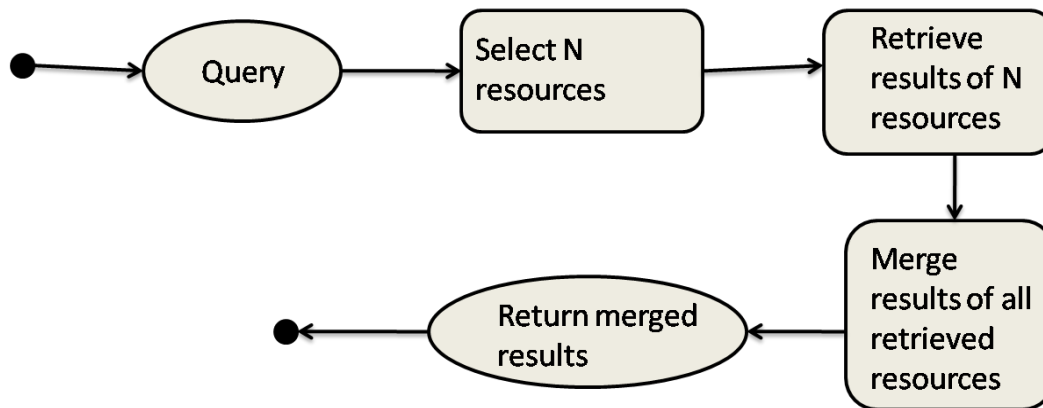 Query
Select N
resources
Retrieve
results of N
resources
Merge
results of all
retrieved
resources
Return merged
results